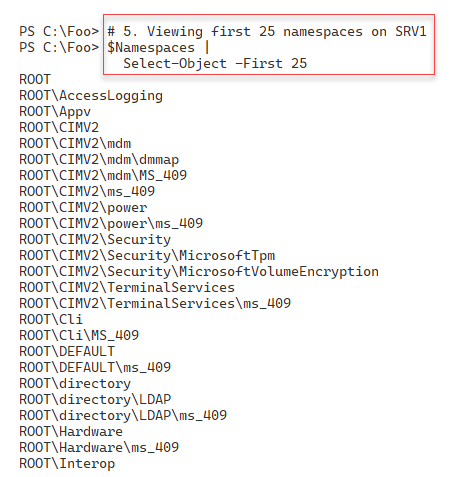 PS C:\Foo> # 5. Viewing first 25 namespaces on SRV1
PS C:\Foo> $Namespaces |
Select-Object -First 25
ROOT
ROOT\AccessLogging
ROOT\Appv
ROOT\CIMV2
ROOT\CIMV2\mdm
ROOT\CIMV2\mdm\dmmap
ROOT\CIMV2\mdm\MS_409
ROOT\CIMV2\ms_409
ROOT\CIMV2\power
ROOT\CIMV2\power\ms_409
ROOT\CIMV2\Security
ROOT\CIMV2\Security\MicrosoftTpm
ROOT\CIMV2\Security\MicrosoftVolumeEncryption
ROOT\CIMV2\TerminalServices
ROOT\CIMV2\TerminalServices\ms_409
ROOT\Cli
ROOT\Cli\MS_409
ROOT\DEFAULT
ROOT\DEFAULT\ms_409
ROOT\directory
ROOT\directory\LDAP
ROOT\directory\LDAP\ms_409
ROOT\Hardware
ROOT\Hardware\ms_409
ROOT\Interop